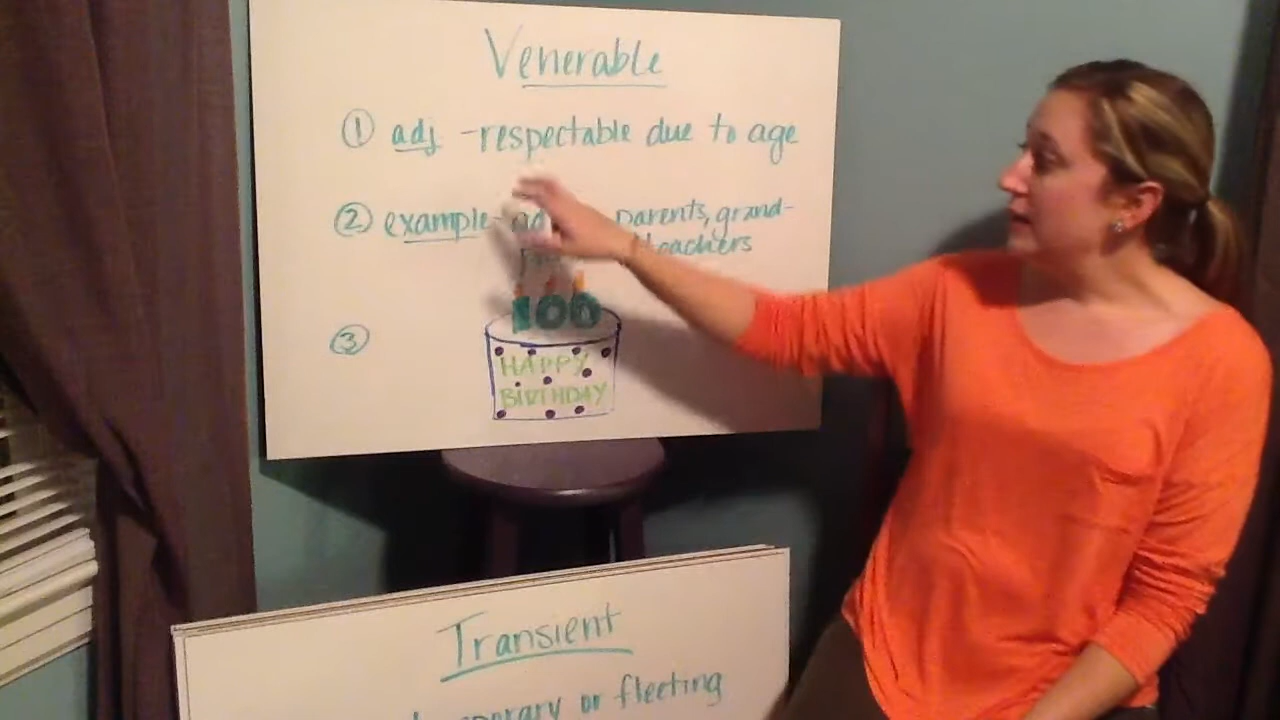 Venerable
① adj - respectable due to age
② example- parents, grand-
teachers
100
③
HAPPY
BIRTHDAY
Transient
or fleeting